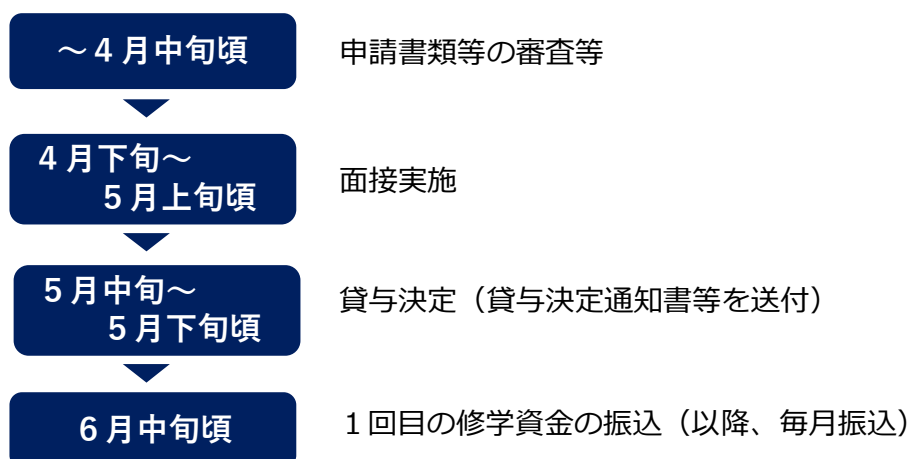 ～４月中旬頃
申請書類等の審査等
４月下旬～
５月上旬頃
面接実施
５月中旬～
５月下旬頃
貸与決定（貸与決定通知書等を送付）
６月中旬頃
１回目の修学資金の振込（以降、毎月振込）